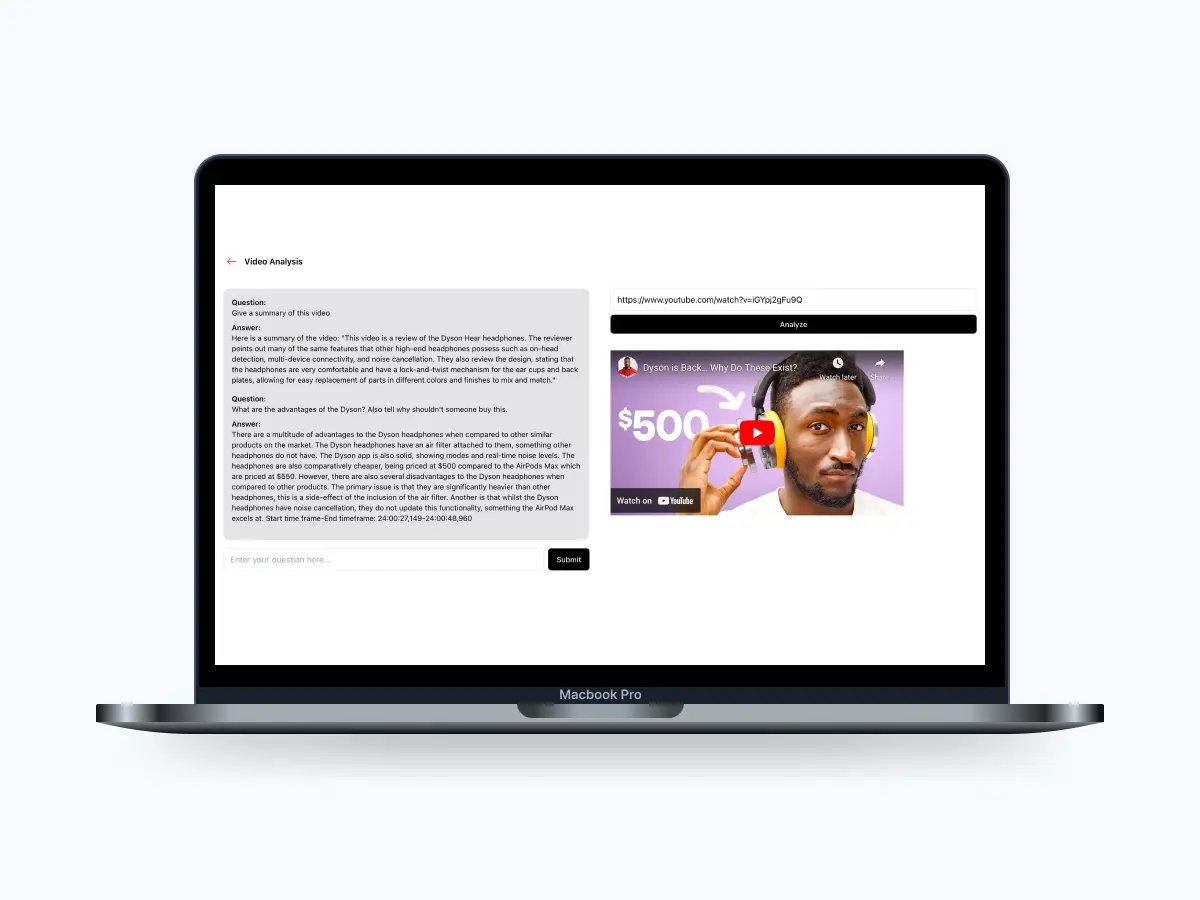 Video Analysis
Question:
Give a summary of this video
Answer:
Here is a summary of the video: "This video is a review of the Dyson Hear headphones. The reviewer
points out many of the same features that other high-end headphones possess such as on-head
detection, multi-device connectivity, and noise cancellation. They also review the design, stating that
the headphones are very comfortable and have a lock-and-twist mechanism for the ear cups and back
plates, allowing for easy replacement of parts in different colors and finishes to mix and match."
Question:
What are the advantages of the Dyson? Also tell why shouldn't someone buy this.
Answer:
There are a multitude of advantages to the Dyson headphones when compared to other similar
products on the market. The Dyson headphones have an air filter attached to them, something other
headphones do not have. The Dyson app is also solid, showing modes and real-time noise levels. The
headphones are also comparatively cheaper, being priced at $500 compared to the AirPods Max which
are priced at $550. However, there are also several disadvantages to the Dyson headphones when
compared to other products. The primary issue is that they are significantly heavier than other
headphones, this is a side-effect of the inclusion of the air filter. Another is that whilst the Dyson
headphones have noise cancellation, they do not update this functionality, something the AirPod Max
excels at. Start time frame-End timeframe: 24:00:27,149-24:00:48,960
Enter your question here...
Submit
https://www.youtube.com/watch?v=iGYpj2gFu9Q
Analyze
Dyson is Back... Why Do These Exist?
Watch later
Share
$500
Watch on YouTube
Macbook Pro